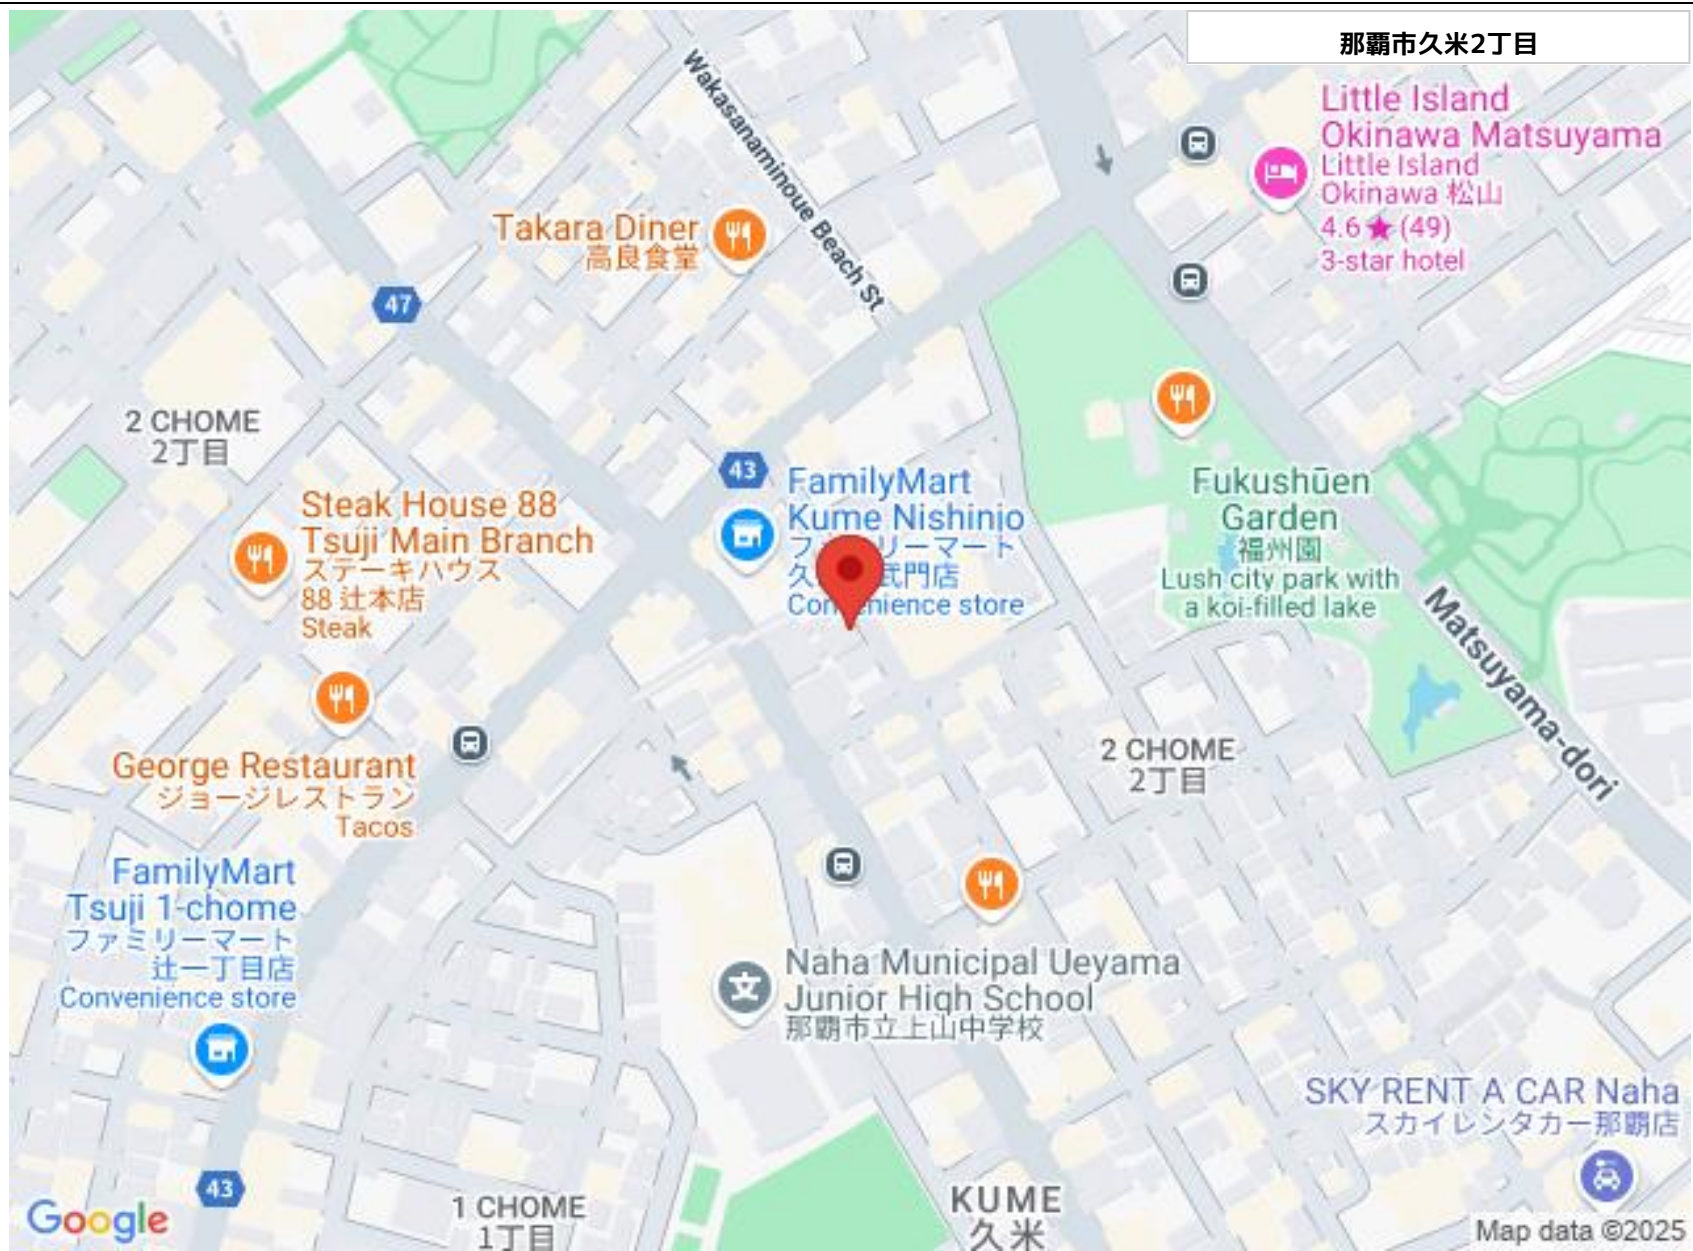 那覇市久米2丁目
Little Island
Okinawa Matsuyama
Little Island
Okinawa 松山
4.6 ★ (49)
3-star hotel
Wakasanaminoue Beach St
Takara Diner
高良食堂
47
2 CHOME
2丁目
43
FamilyMart
Kume Nishinjo
Steak House 88
Tsuji Main Branch
ステーキハウス
88 辻本店
Steak
Convenience store
Fukushūen
Garden
福州園
Lush city park with
a koi-filled lake
Matsuyama-dori
George Restaurant
ジョージレストラン
Tacos
2 CHOME
2丁目
FamilyMart
Tsuji 1-chome
ファミリーマート
辻一丁目店
Convenience store
Naha Municipal Ueyama
Junior High School
那覇市立上山中学校
文
SKY RENT A CAR Naha
スカイレンタカー那覇店
43
1 CHOME
1丁目
KUME
久米
Google
Map data ©2025